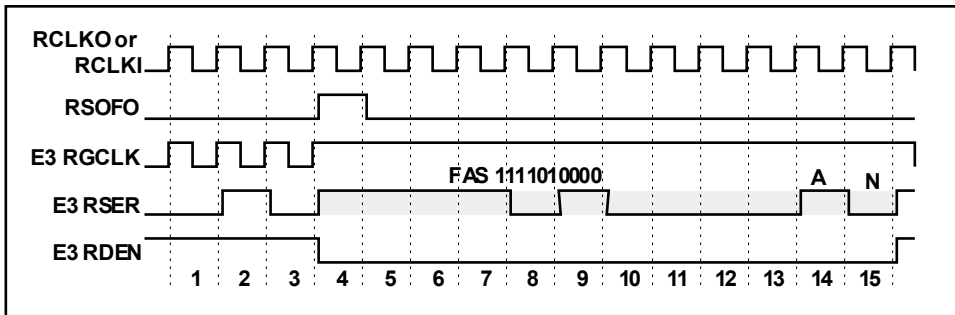 RCLKO or
RCLKI
RSOFO
E3 RGCLK
FAS 1111010000
A N
E3 RSER
E3 RDEN
1 2 3 4 5 6 7 8 9 10 11 12 13 14 15